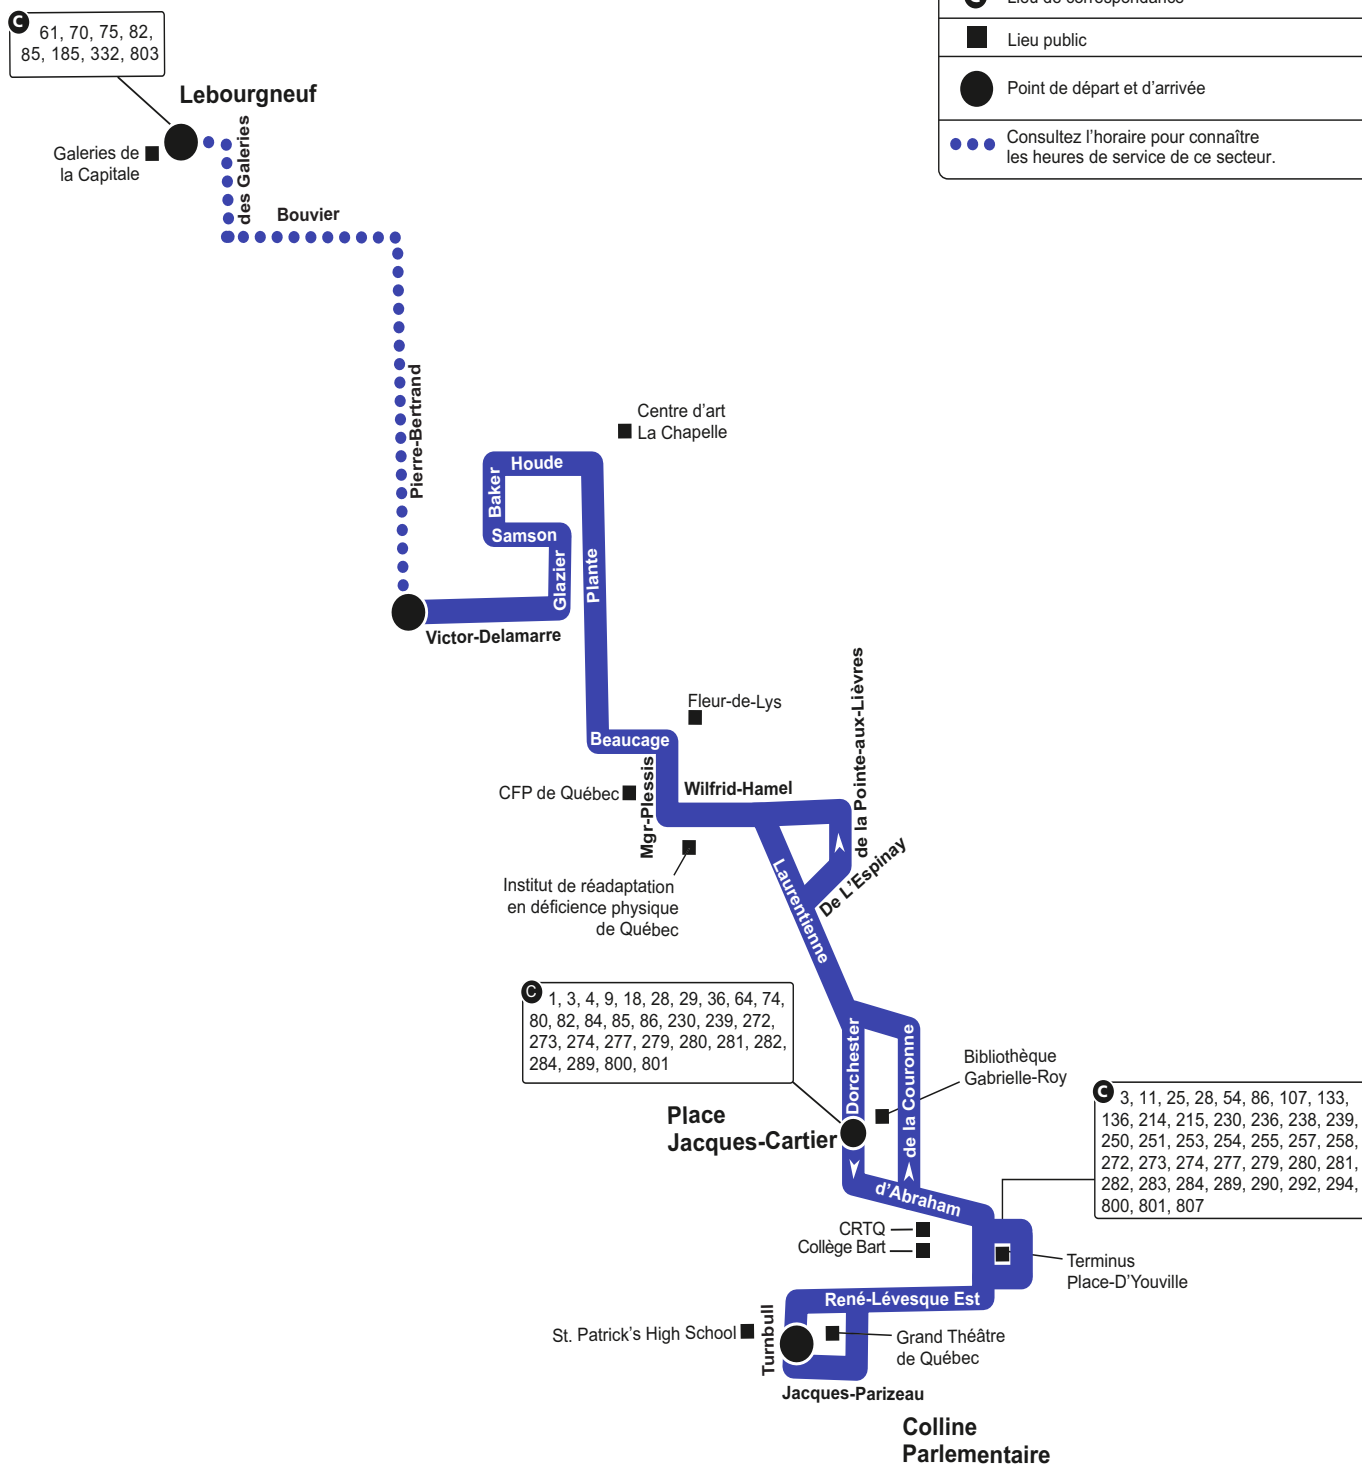 Lieu de correspondance
Lieu public
Point de départ et d'arrivée
Consultez l'horaire pour connaître
les heures de service de ce secteur.
C 61, 70, 75, 82,
85, 185, 332, 803
Lebourgneuf
Galeries de
la Capitale
des Galeries
Bouvier
Pierre-Bertrand
Centre d'art
La Chapelle
Houde
Baker
Samson
Glazier
Plante
Victor-Delamarre
Fleur-de-Lys
Beaucage
CFP de Québec
Mgr-Plessis
Wilfrid-Hamel
de la Pointe-aux-Lièvres
De L'Espinay
Laurentienne
Institut de réadaptation
en déficience physique
de Québec
C 1, 3, 4, 9, 18, 28, 29, 36, 64, 74,
80, 82, 84, 85, 86, 230, 239, 272,
273, 274, 277, 279, 280, 281, 282,
284, 289, 800, 801
Dorchester
de la Couronne
Bibliothèque
Gabrielle-Roy
Place
Jacques-Cartier
C 3, 11, 25, 28, 54, 86, 107, 133,
136, 214, 215, 230, 236, 238, 239,
250, 251, 253, 254, 255, 257, 258,
272, 273, 274, 277, 279, 280, 281,
282, 283, 284, 289, 290, 292, 294,
800, 801, 807
d'Abraham
CRTQ
Collège Bart
Terminus
Place-D'Youville
René-Lévesque Est
Turnbull
St. Patrick's High School
Grand Théâtre
de Québec
Jacques-Parizeau
Colline
Parlementaire